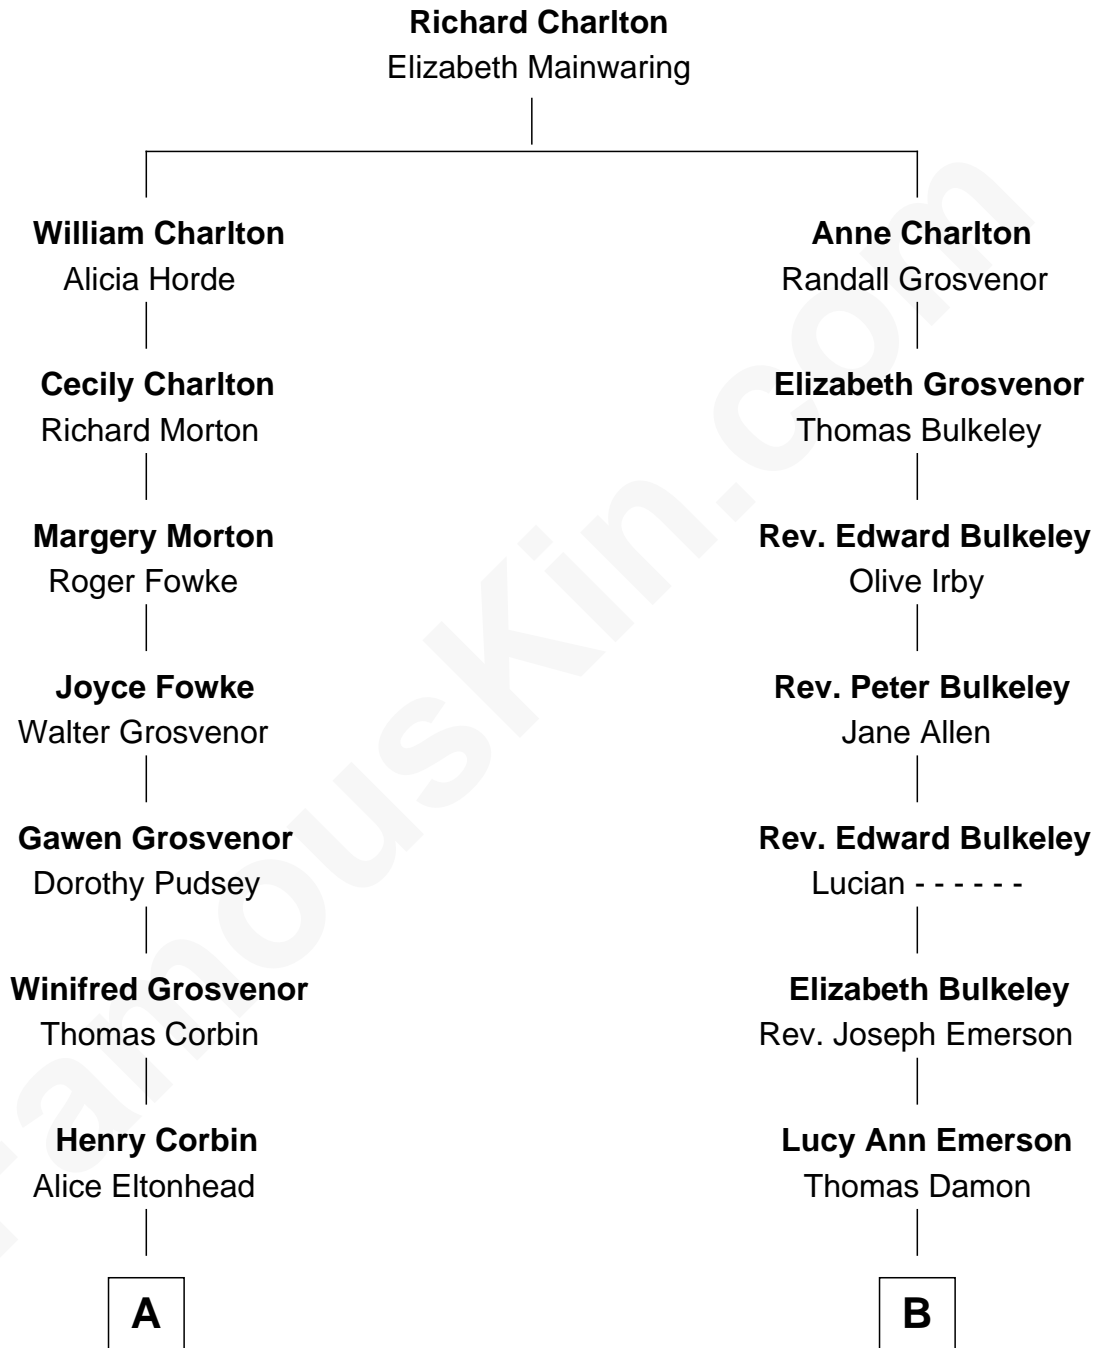 Richard Charlton
Elizabeth Mainwaring
William Charlton
Alicia Horde
Cecily Charlton
Richard Morton
Margery Morton
Roger Fowke
Joyce Fowke
Walter Grosvenor
Gawen Grosvenor
Dorothy Pudsey
Winifred Grosvenor
Thomas Corbin
Henry Corbin
Alice Eltonhead
A
Anne Charlton
Randall Grosvenor
Elizabeth Grosvenor
Thomas Bulkeley
Rev. Edward Bulkeley
Olive Irby
Rev. Peter Bulkeley
Jane Allen
Rev. Edward Bulkeley
Lucian - - - - - -
Elizabeth Bulkeley
Rev. Joseph Emerson
Lucy Ann Emerson
Thomas Damon
B
FamousKin.com